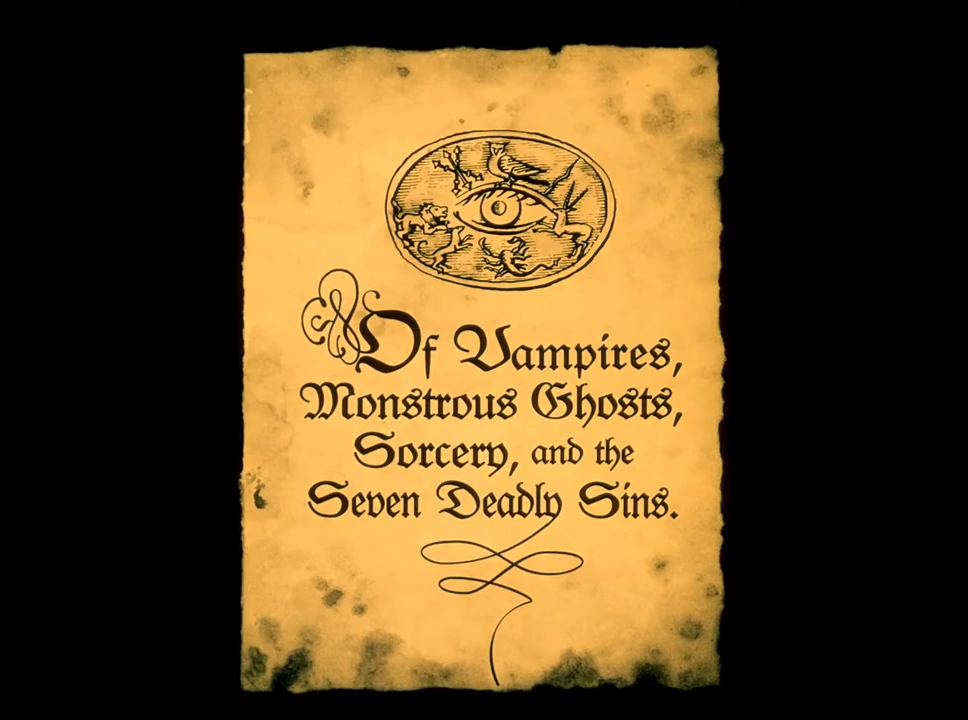 Of Vampires,
Monstrous Ghosts,
Sorcery, and the
Seven Deadly Sins.